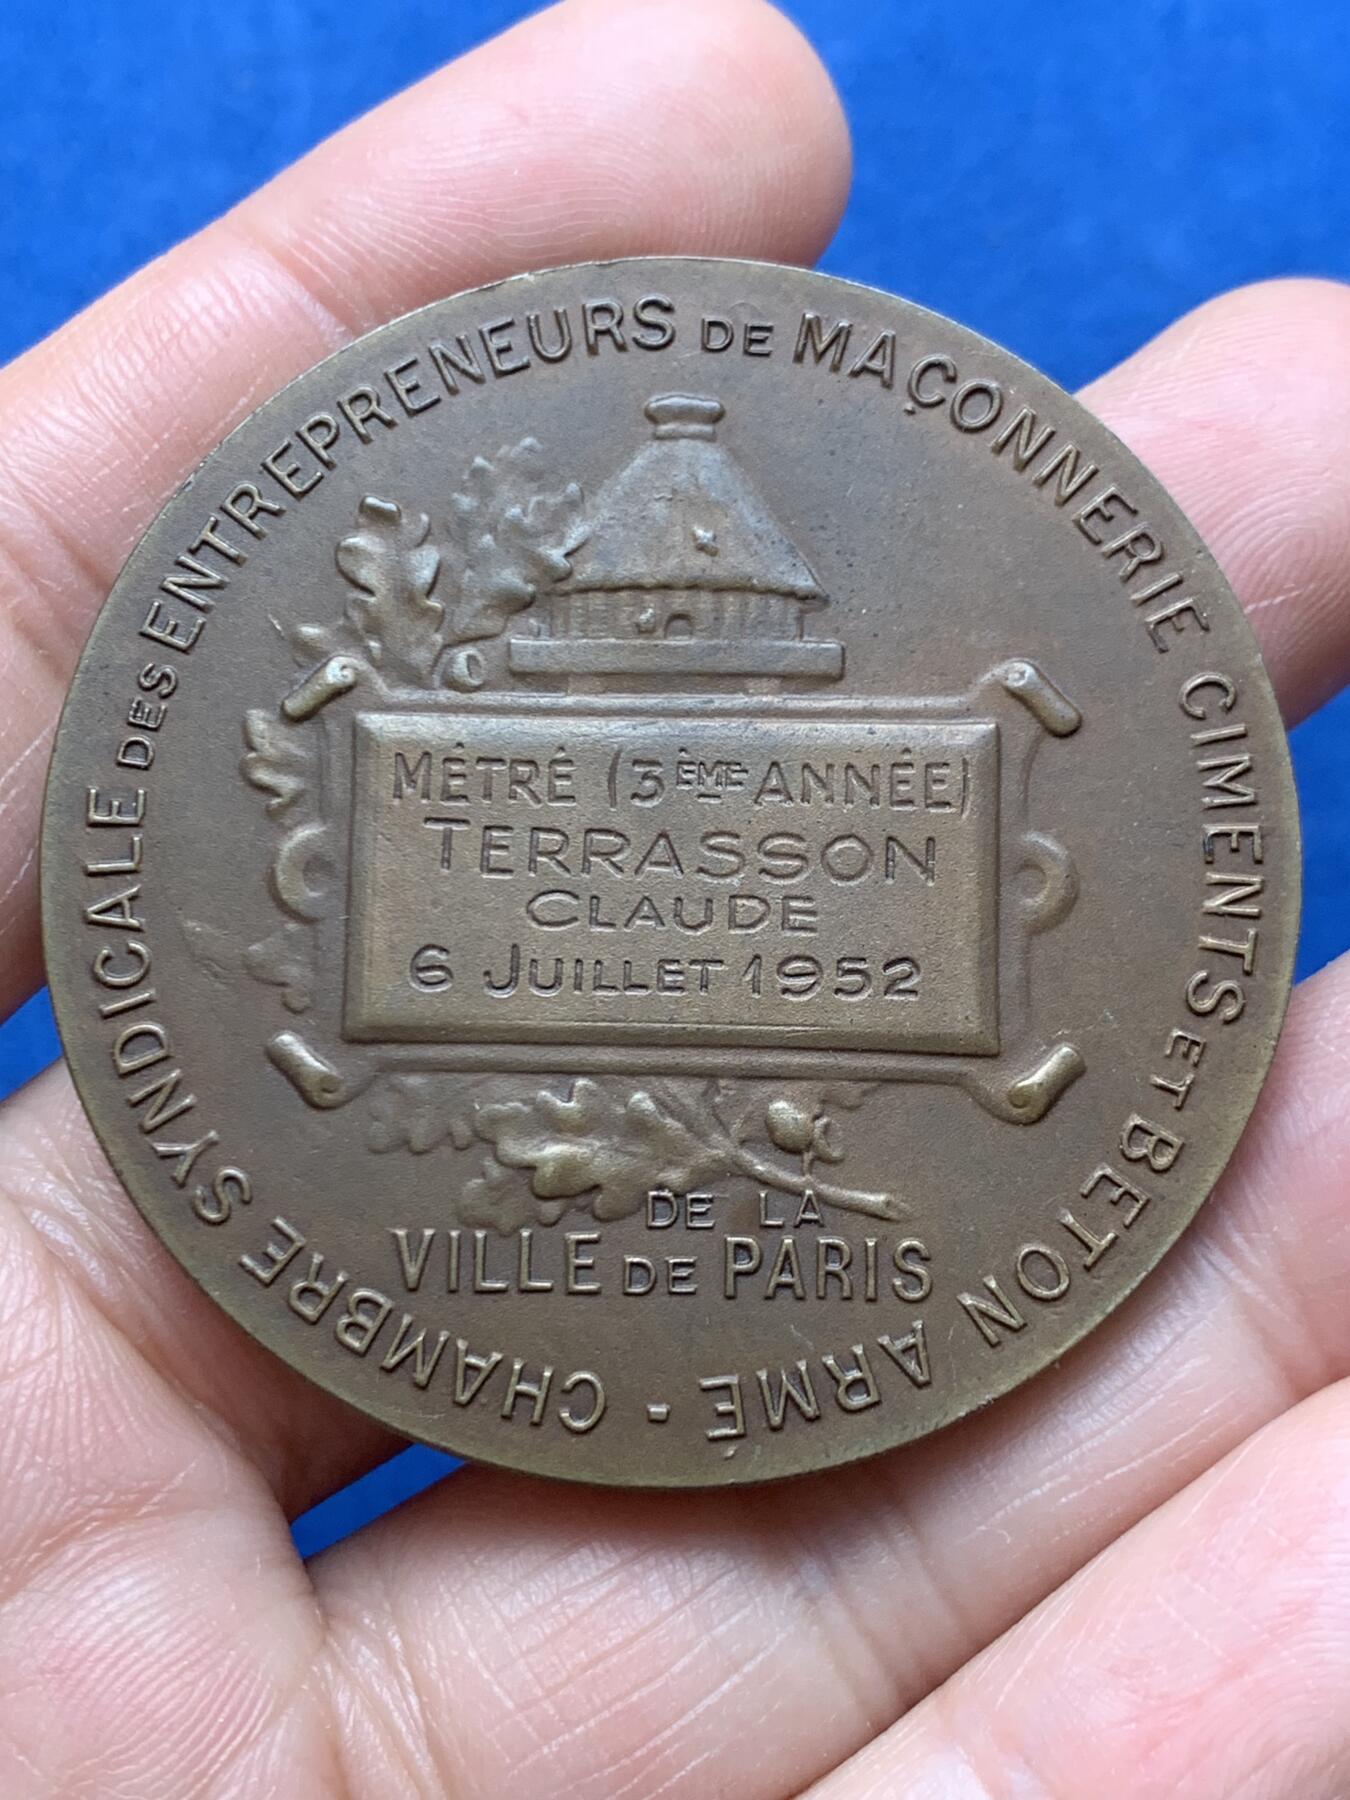 CHAMBRE SYNDICALE DES ENTREPRENEURS DE MAÇONNERIE CIMENTS ET BETON ARMÉ -
MÉTRÉ (3ÈME ANNÉE)
TERRASSON
CLAUDE
6 JUILLET 1952
DE LA
VILLE DE PARIS